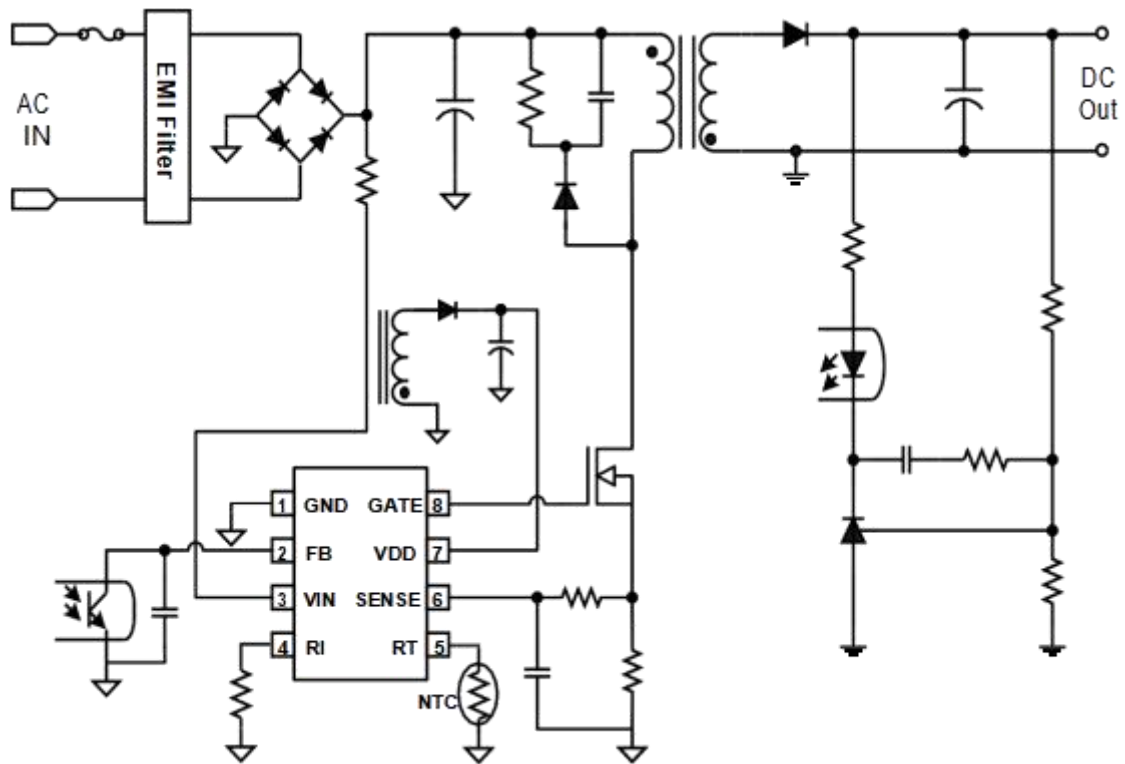 AC
IN
EMI Filter
DC
Out
1 GND GATE 8
2 FB VDD 7
3 VIN SENSE 6
4 RI RT 5
NTC